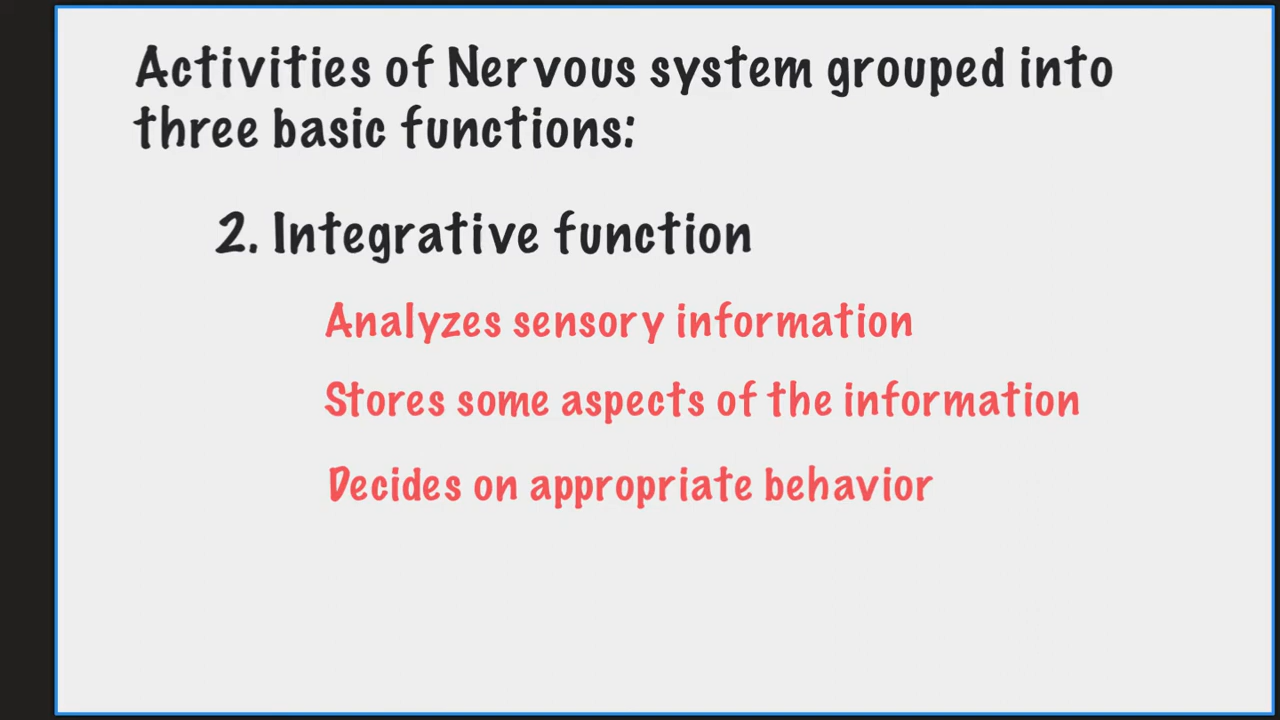 Activities of Nervous system grouped into
three basic functions:
2. Integrative function
Analyzes sensory information
Stores some aspects of the information
Decides on appropriate behavior